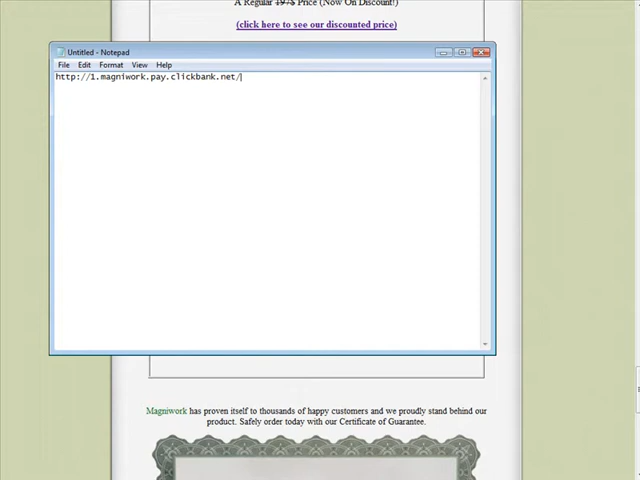 A Regular 197$ Price (Now On Discount!)
(click here to see our discounted price)
Untitled - Notepad
File Edit Format View Help
http://1.magniwork.pay.clickbank.net/
Magniwork has proven itself to thousands of happy customers and we proudly stand behind our
product. Safely order today with our Certificate of Guarantee.